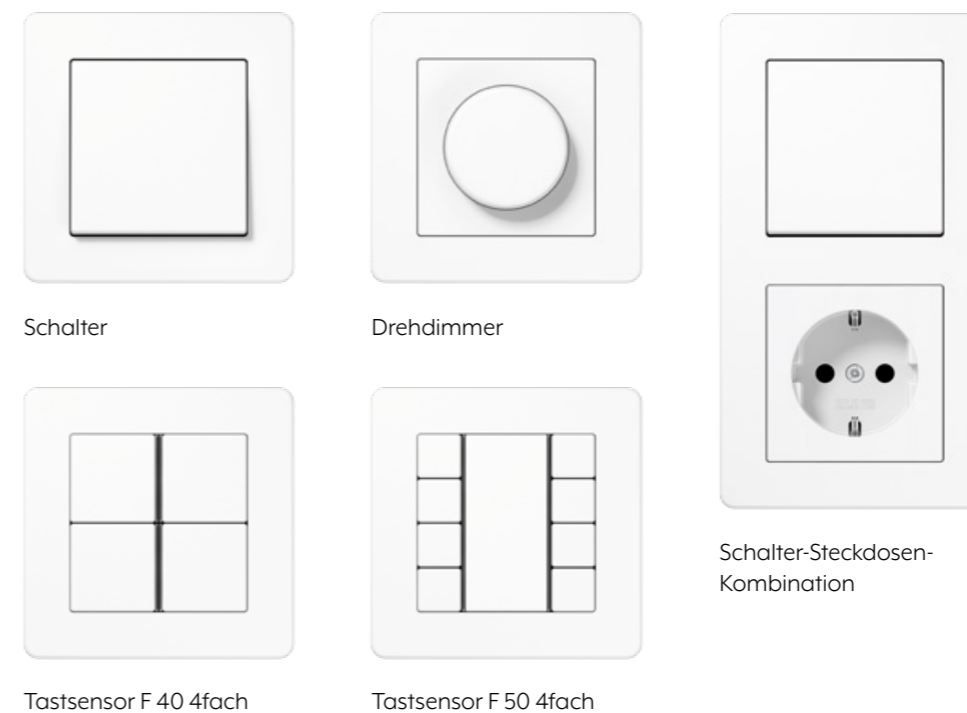 Schalter
Drehdimmer
Schalter-Steckdosen-
Kombination
Tastsensor F 40 4fach
Tastsensor F 50 4fach